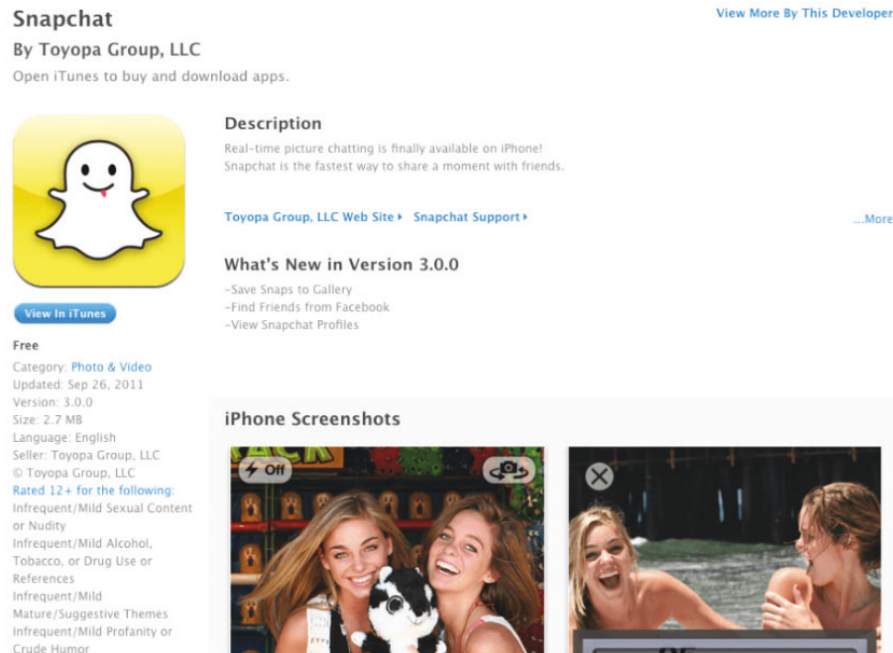 Snapchat
View More By This Developer
By Toyopa Group, LLC
Open iTunes to buy and download apps.
Description
Real-time picture chatting is finally available on iPhone!
Snapchat is the fastest way to share a moment with friends.
Toyopa Group, LLC Web Site
Snapchat Support
...More
What's New in Version 3.0.0
-Save Snaps to Gallery
-Find Friends from Facebook
-View Snapchat Profiles
View In iTunes
Free
Category: Photo & Video
Updated: Sep 26, 2011
Version: 3.0.0
Size: 2.7 MB
Language: English
Seller: Toyopa Group, LLC
© Toyopa Group, LLC
Rated 12+ for the following:
Infrequent/Mild Sexual Content
or Nudity
Infrequent/Mild Alcohol,
Tobacco, or Drug Use or
References
Infrequent/Mild
Mature/Suggestive Themes
Infrequent/Mild Profanity or
Crude Humor
iPhone Screenshots
Off